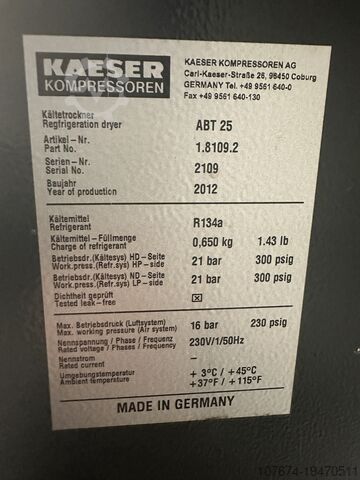 KAESER
KOMPRESSOREN
KAESER KOMPRESSOREN AG
Carl-Kaeser-Straße 26, 96450 Coburg
GERMANY Tel +49 9561 640-0
Fax +49 9561 640-130
Kältetrockner
Regfrigeration dryer ABT 25
Artikel-Nr.
Part No. 1.8109.2
Serien-Nr.
Serial No. 2109
Baujahr
Year of production 2012
Kältemittel
Refrigerant R134a
Kältemittel-Füllmenge
Charge of refrigerant 0,650 kg 1.43 lb
Betriebsdr.(Kältesys) HD-Seite
Work.press.(Refr.sys) HP-side 21 bar 300 psig
Betriebsdr.(Kältesys) ND-Seite
Work.press.(Refr.sys) LP-side 21 bar 300 psig
Dichtheit geprüft
Tested leak-free ☒
Max. Betriebsdruck (Luftsystem)
Max. working pressure (Air system) 16 bar 230 psig
Nennspannung / Phase / Frequenz
Rated voltage / Phases / Frequency 230V/1/50Hz
Nennstrom
Rated current –
Umgebungstemperatur + 3°C / +45°C
Ambient temperature +37°F / +115°F
MADE IN GERMANY
107674-19470511